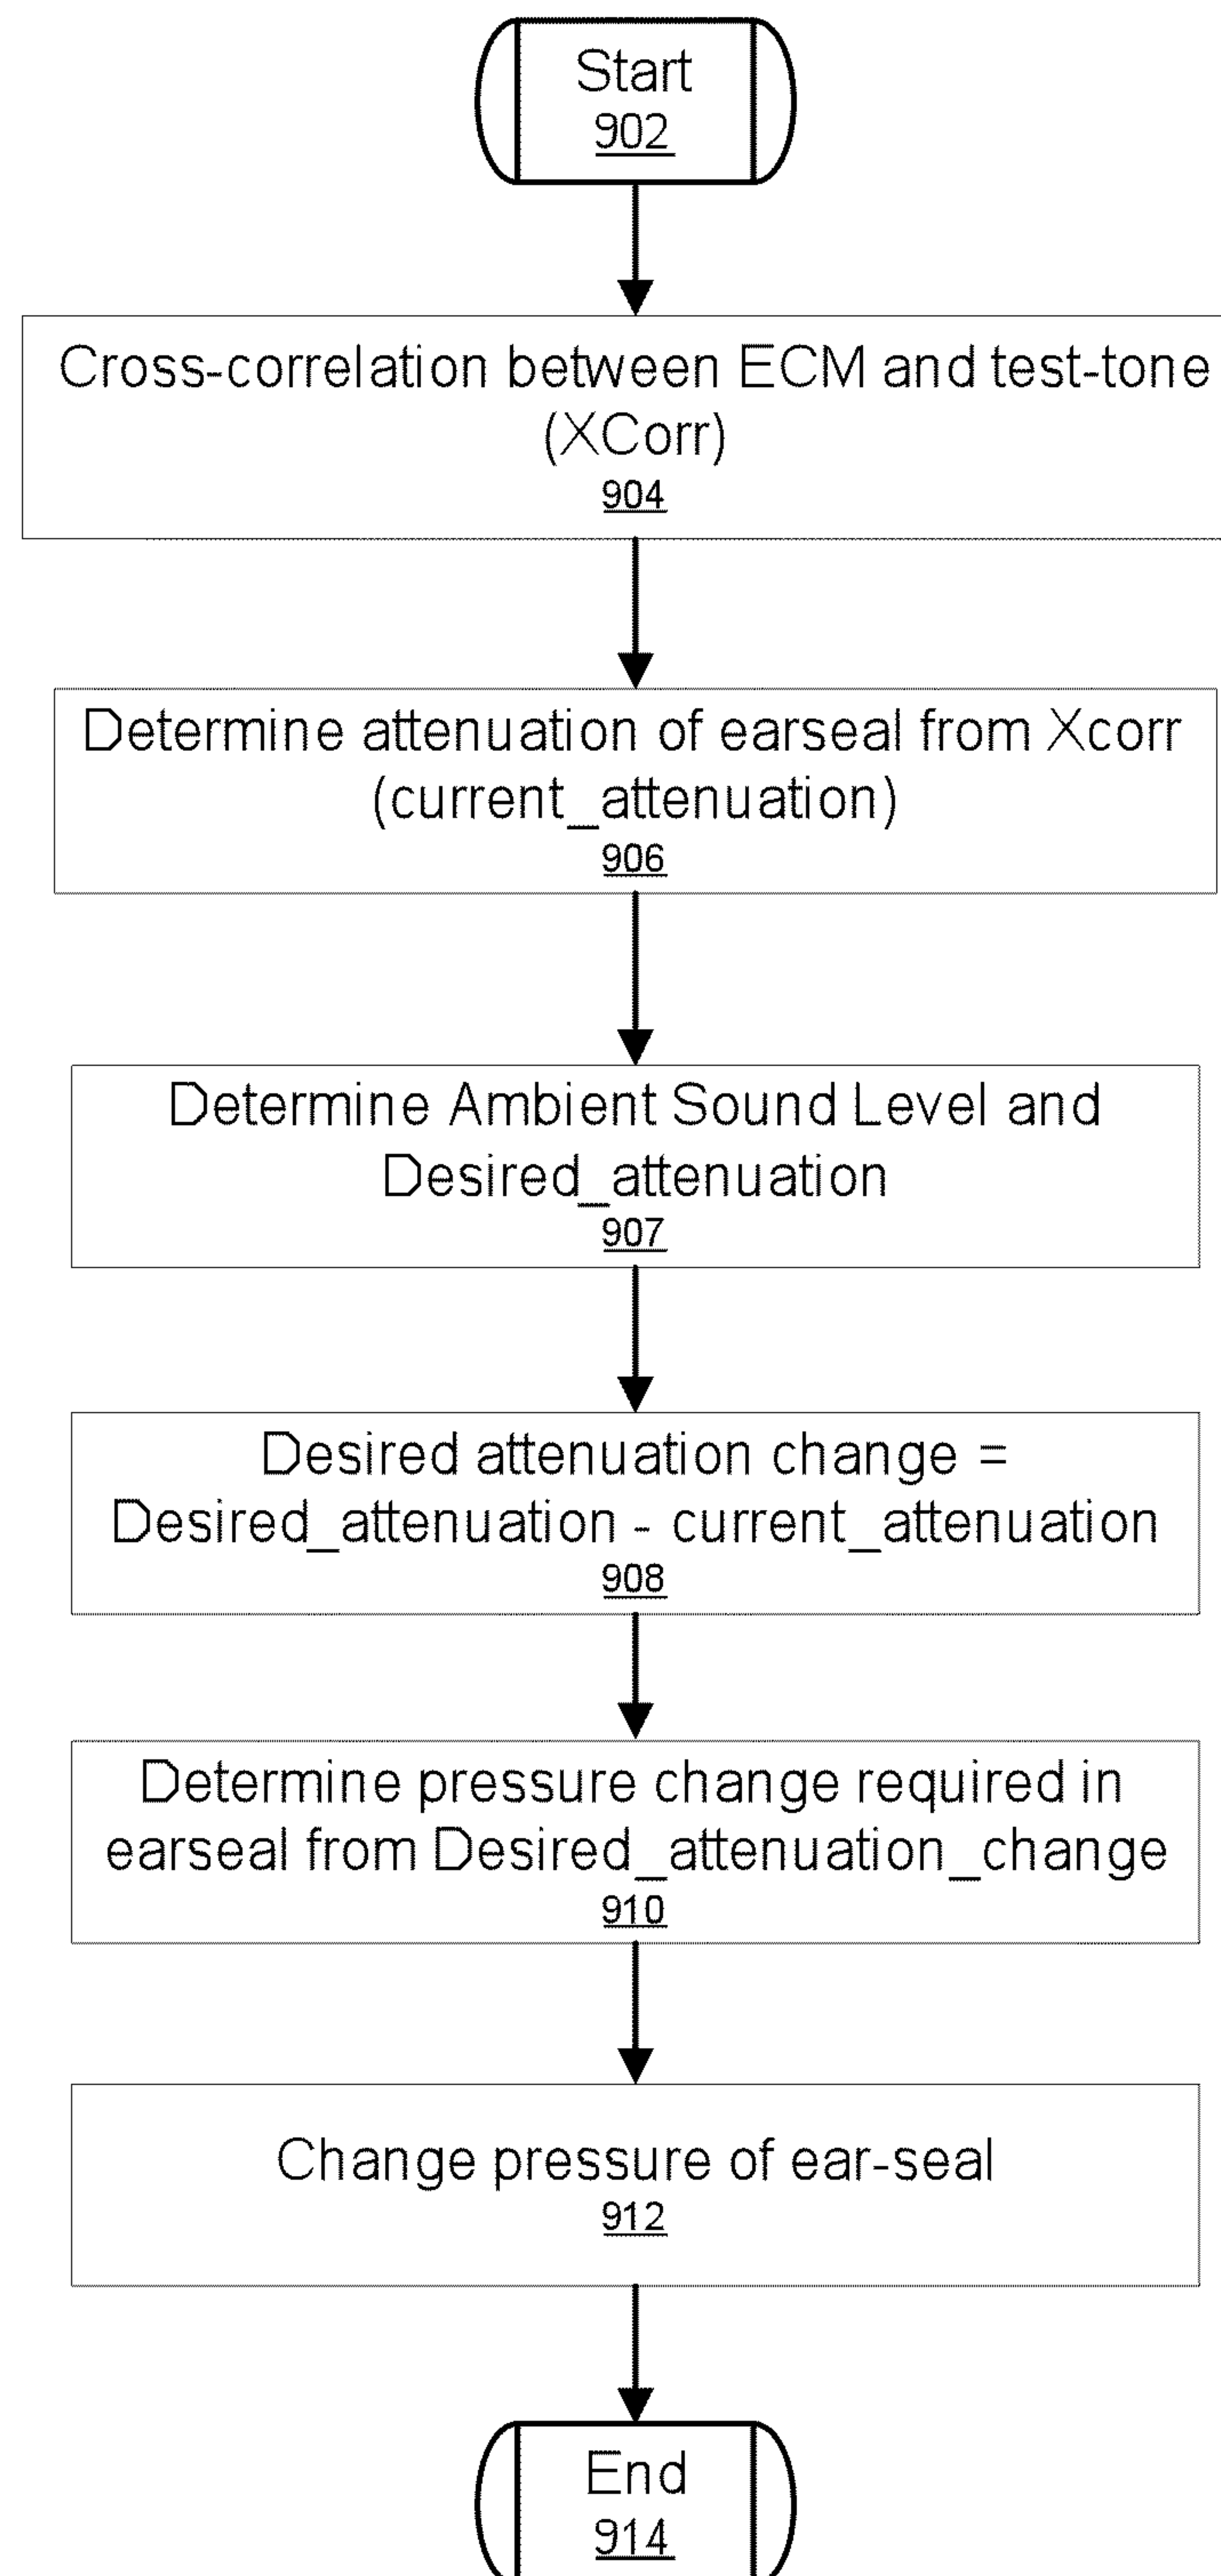 Start
902
Cross-correlation between ECM and test-tone
(XCorr)
904
Determine attenuation of earseal from Xcorr
(current_attenuation)
906
Determine Ambient Sound Level and
Desired_attenuation
907
Desired attenuation change =
Desired_attenuation - current_attenuation
908
Determine pressure change required in
earseal from Desired_attenuation_change
910
Change pressure of ear-seal
912
End
914